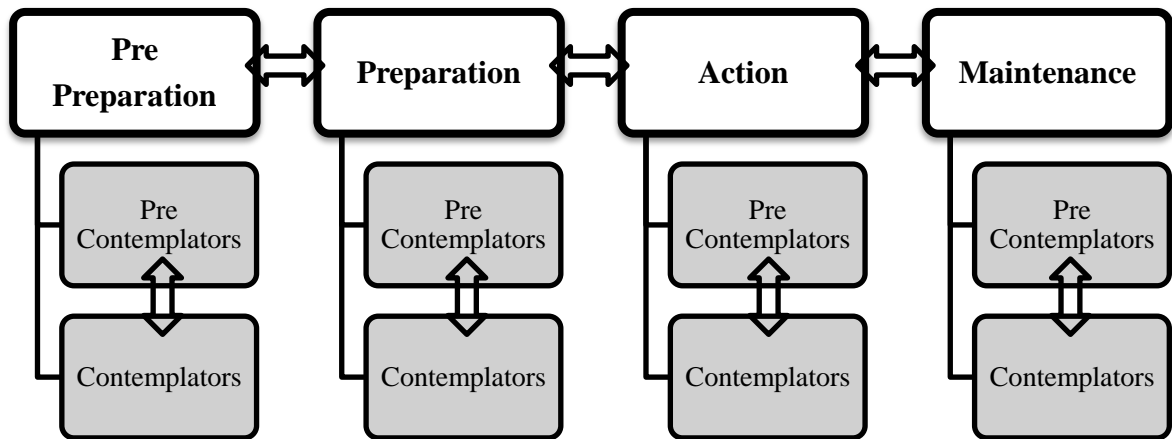 Pre
Preparation
Preparation
Action
Maintenance
Pre
Contemplators
Pre
Contemplators
Pre
Contemplators
Pre
Contemplators
Contemplators
Contemplators
Contemplators
Contemplators